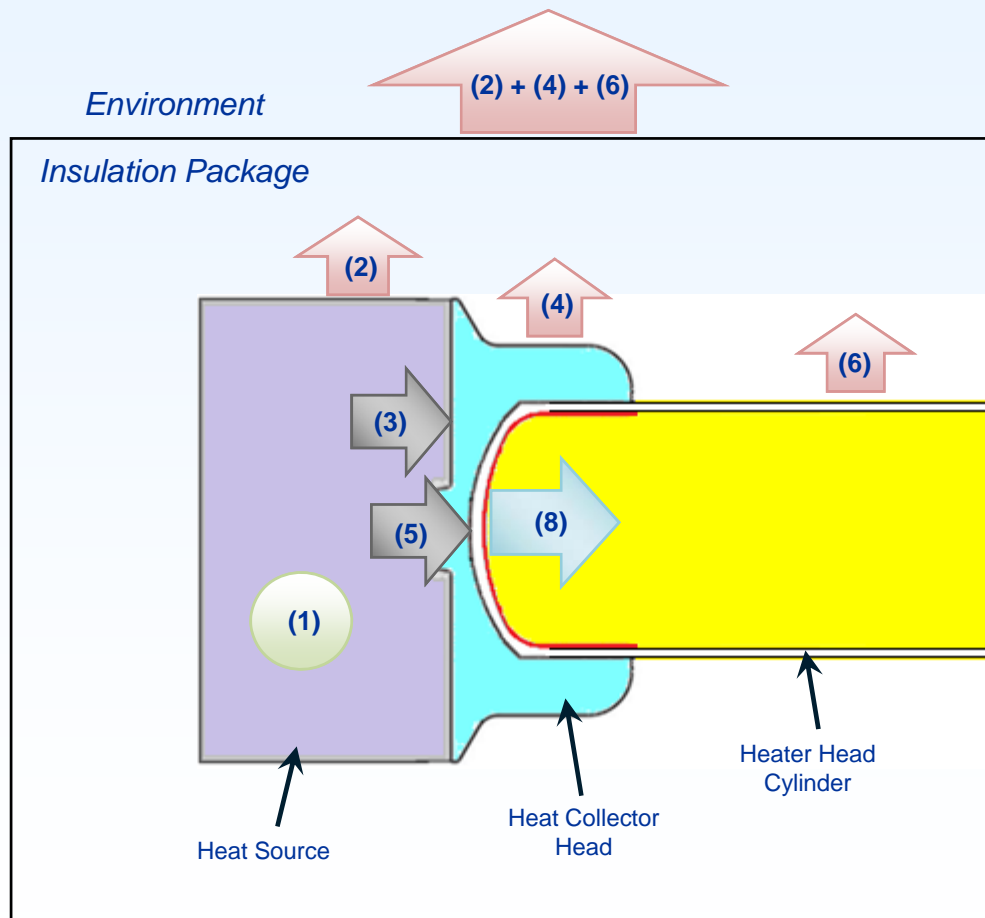 (2) + (4) + (6)
Environment
Insulation Package
(2)
(4)
(6)
(3)
(5)
(8)
(1)
Heater Head
Cylinder
Heat Collector
Head
Heat Source